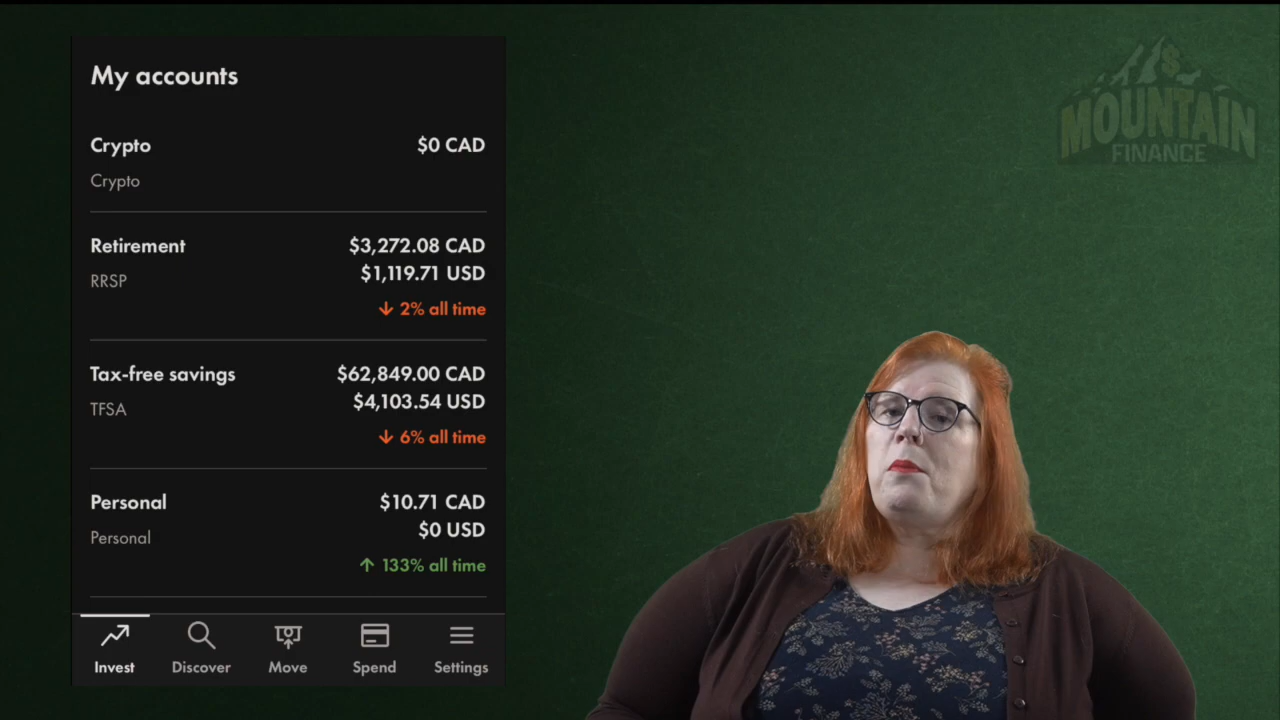 My accounts
Crypto $0 CAD
Crypto
Retirement $3,272.08 CAD
RRSP $1,119.71 USD
↓ 2% all time
Tax-free savings $62,849.00 CAD
TFSA $4,103.54 USD
↓ 6% all time
Personal $10.71 CAD
Personal $0 USD
↑ 133% all time
Invest Discover Move Spend Settings
$
MOUNTAIN
FINANCE